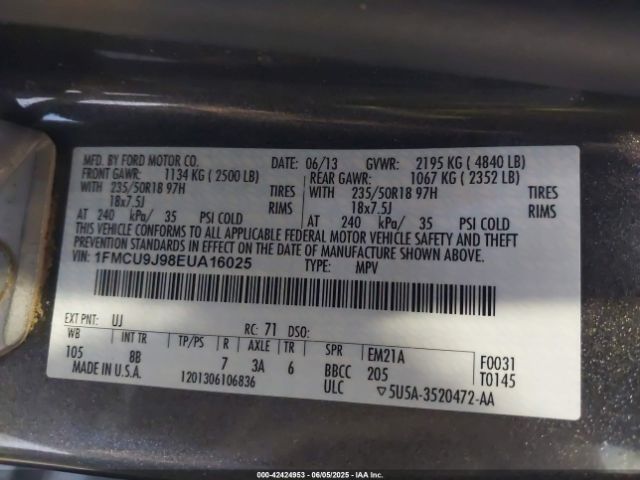 MFD. BY FORD MOTOR CO. DATE: 06/13 GVWR: 2195 KG ( 4840 LB)
FRONT GAWR: 1134 KG ( 2500 LB) REAR GAWR: 1067 KG ( 2352 LB)
WITH 235/50R18 97H TIRES WITH 235/50R18 97H TIRES
18x7.5J RIMS 18x7.5J RIMS
AT 240 kPa/ 35 PSI COLD AT 240 kPa/ 35 PSI COLD
THIS VEHICLE CONFORMS TO ALL APPLICABLE FEDERAL MOTOR VEHICLE SAFETY AND THEFT
PREVENTION STANDARDS IN EFFECT ON THE DATE OF MANUFACTURE SHOWN ABOVE.
VIN: 1FMCU9J98EUA16025 TYPE: MPV
EXT PNT: UJ RC: 71 DSO:
WB INT TR TP/PS R AXLE TR SPR EM21A F0031
105 8B 7 3A 6 BBCC 205 T0145
MADE IN U.S.A. 1201306106836 ULC ▽5U5A-3520472-AA
000-42424953 - 06/05/2025 - IAA, Inc.